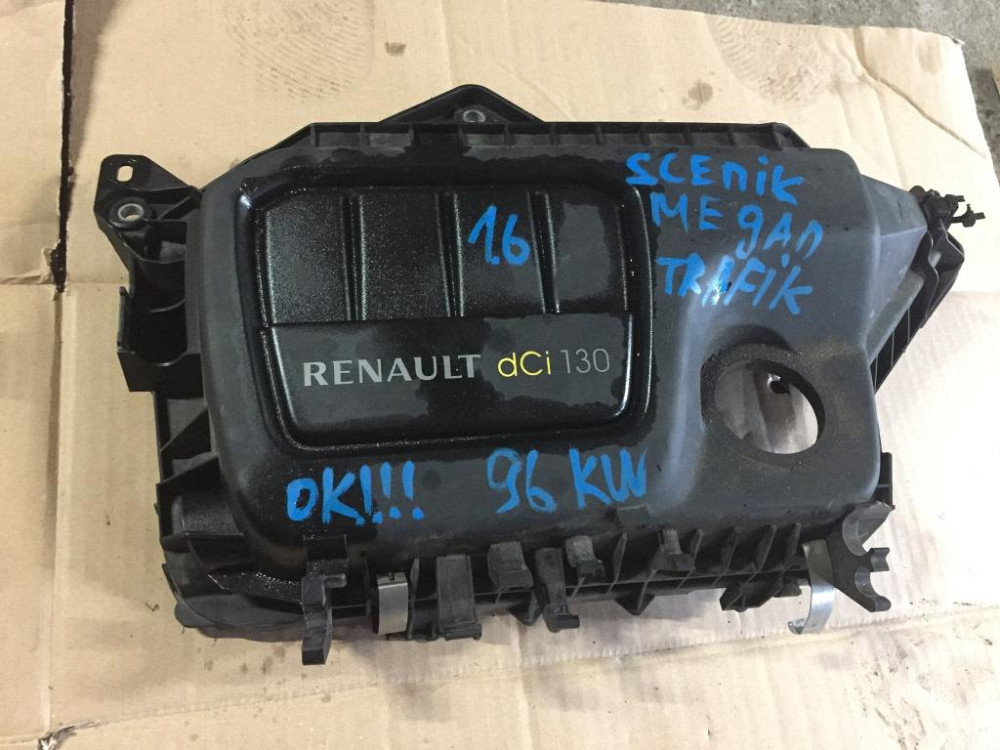 SCEniK
MEgAn
TRAFiK
1.6
RENAULT dCi 130
OK!!! 96 KW